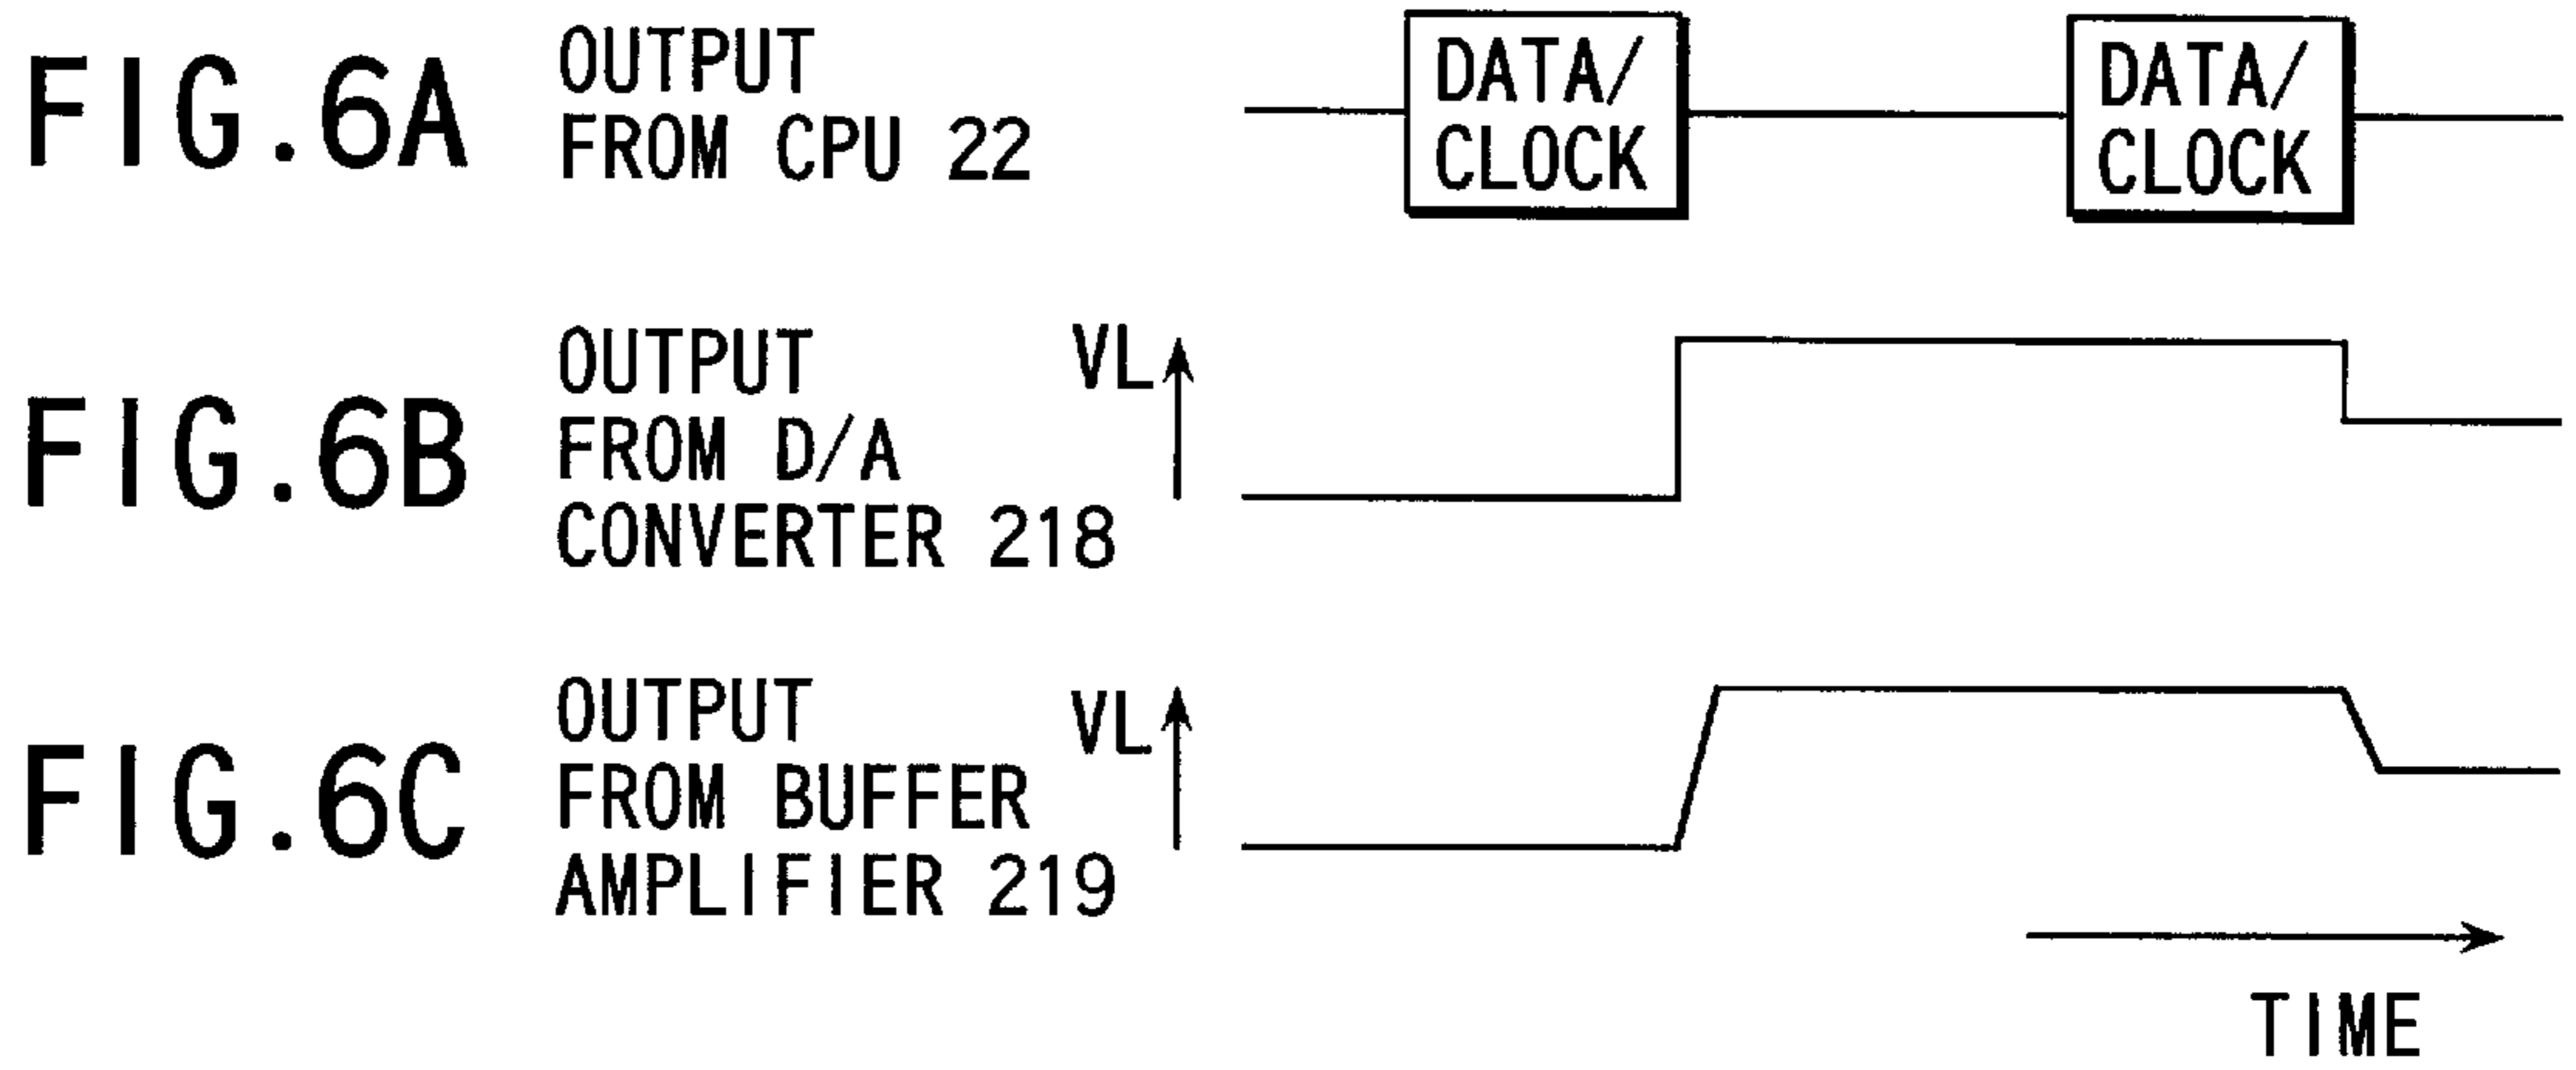 FIG.6A
OUTPUT
FROM CPU 22
DATA/
CLOCK
DATA/
CLOCK
FIG.6B
OUTPUT
FROM D/A
CONVERTER 218
VL
FIG.6C
OUTPUT
FROM BUFFER
AMPLIFIER 219
VL
TIME